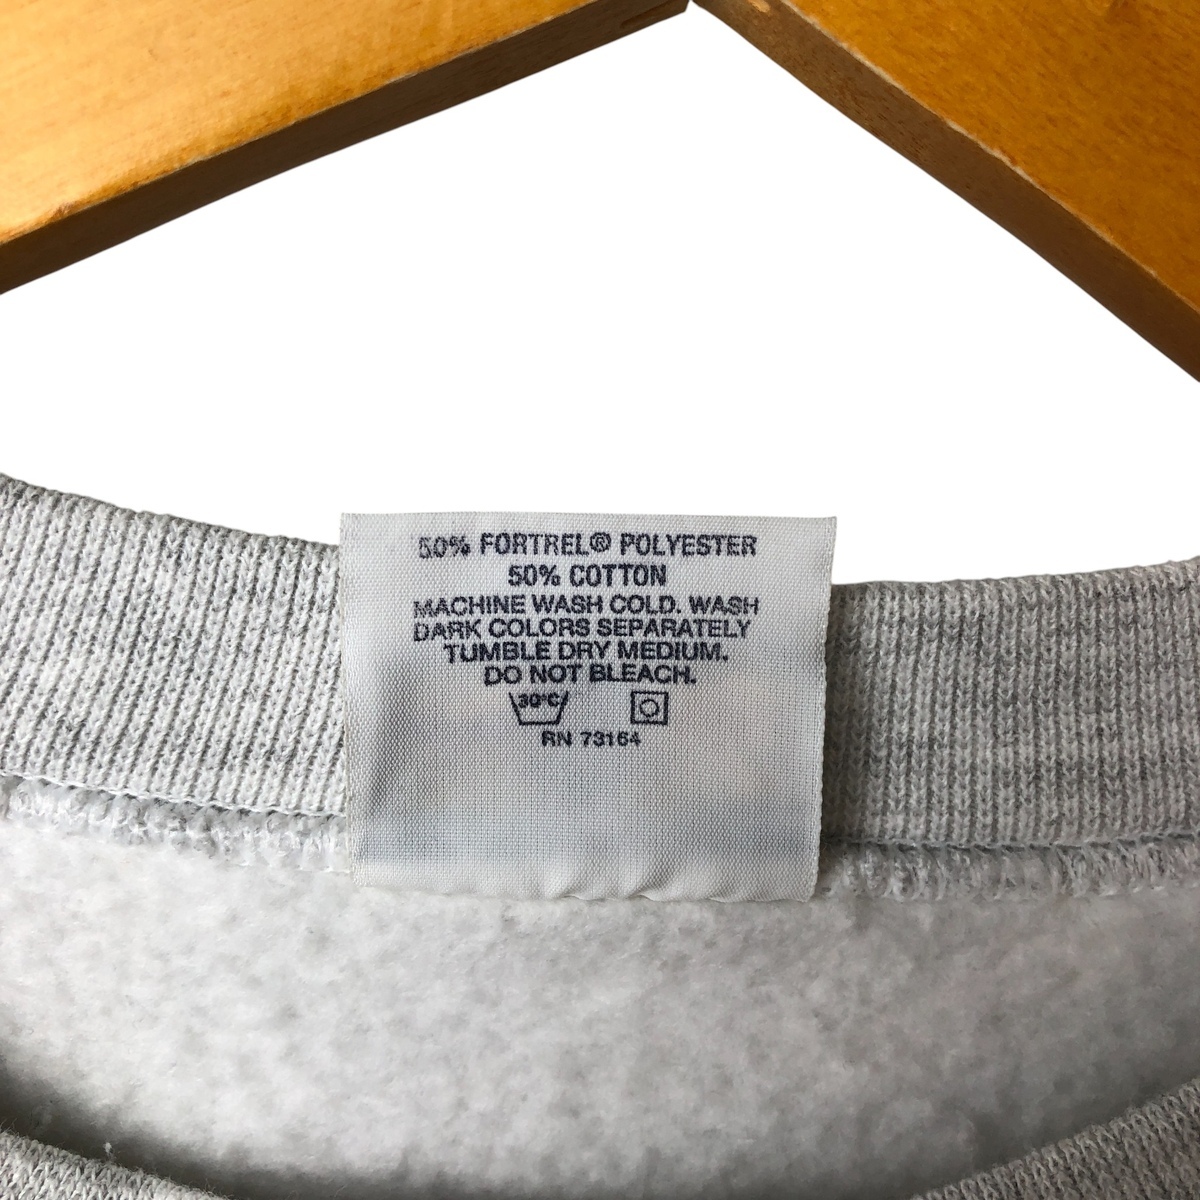 50% FORTREL® POLYESTER
50% COTTON
MACHINE WASH COLD. WASH
DARK COLORS SEPARATELY
TUMBLE DRY MEDIUM.
DO NOT BLEACH.
30°C
RN 73164